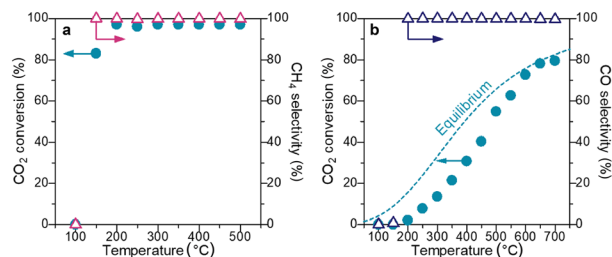 a
CO2 conversion (%)
100
80
60
40
20
0
100
80
60
40
20
0
CH4 selectivity (%)
100 200 300 400 500
Temperature (°C)
b
CO2 conversion (%)
100
80
60
40
20
0
Equilibrium
100
80
60
40
20
0
CO selectivity (%)
100 200 300 400 500 600 700
Temperature (°C)